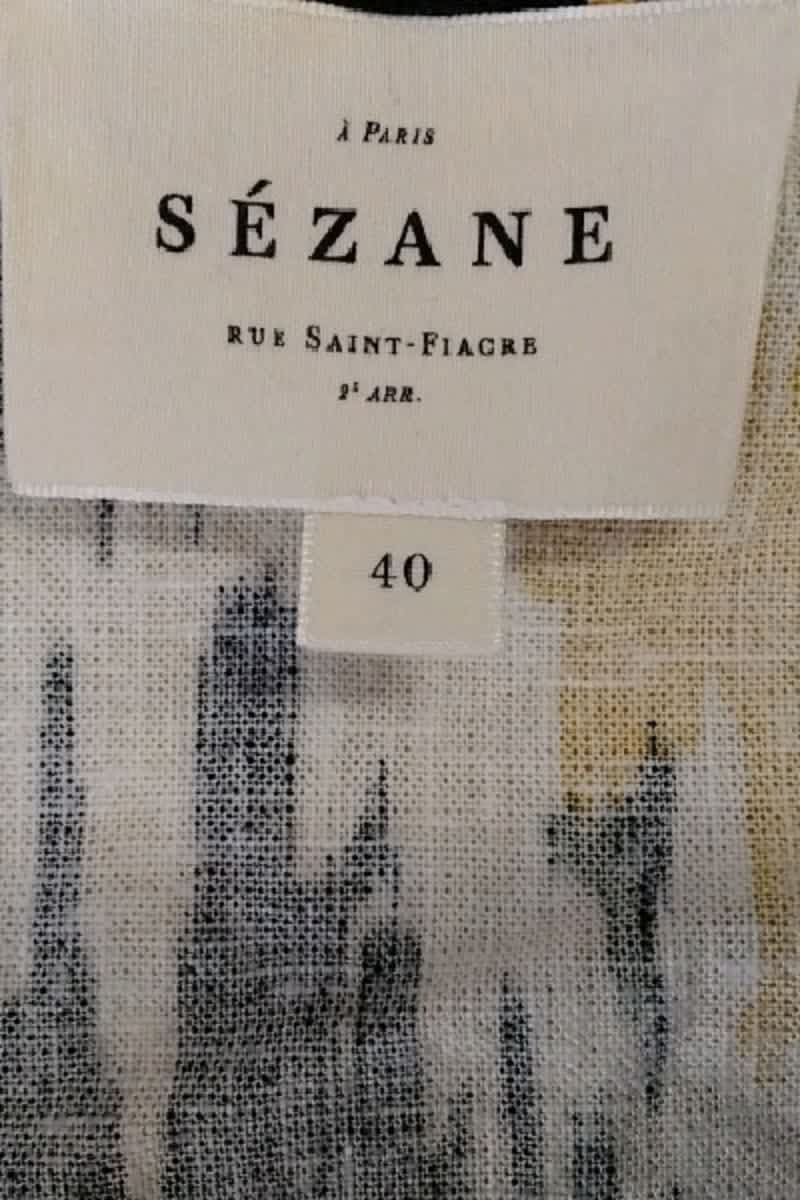 À PARIS
SÉZANE
RUE SAINT-FIACRE
2E ARR.
40